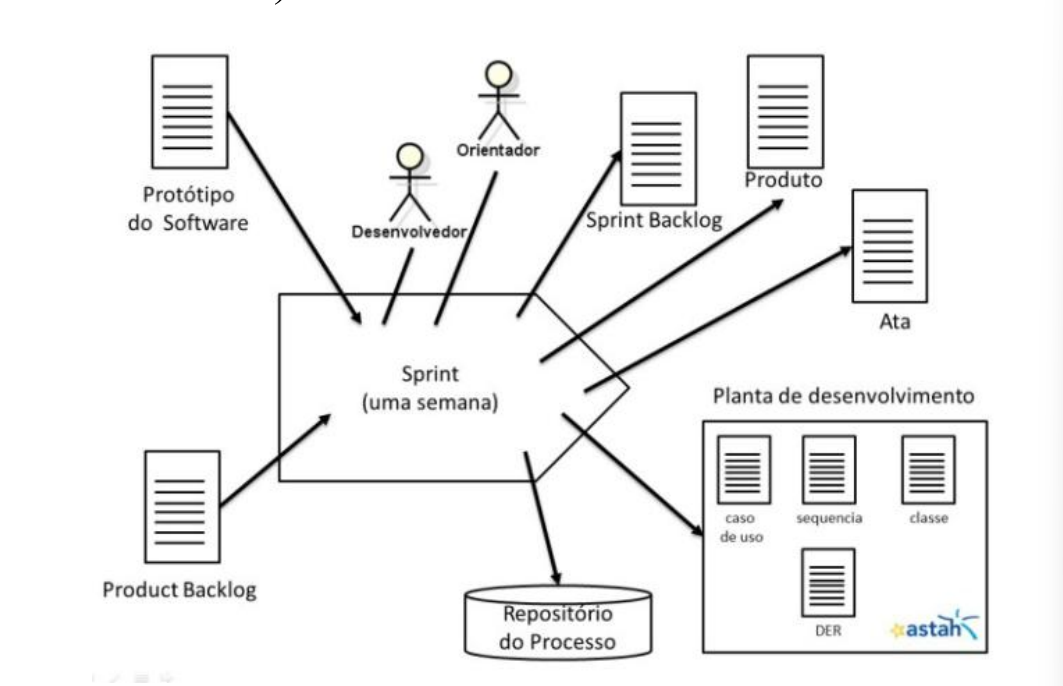 Protótipo
do Software
Orientador
Desenvolvedor
Sprint Backlog
Produto
Ata
Sprint
(uma semana)
Planta de desenvolvimento
caso
de uso
sequencia
classe
DER
astah
Product Backlog
Repositório
do Processo